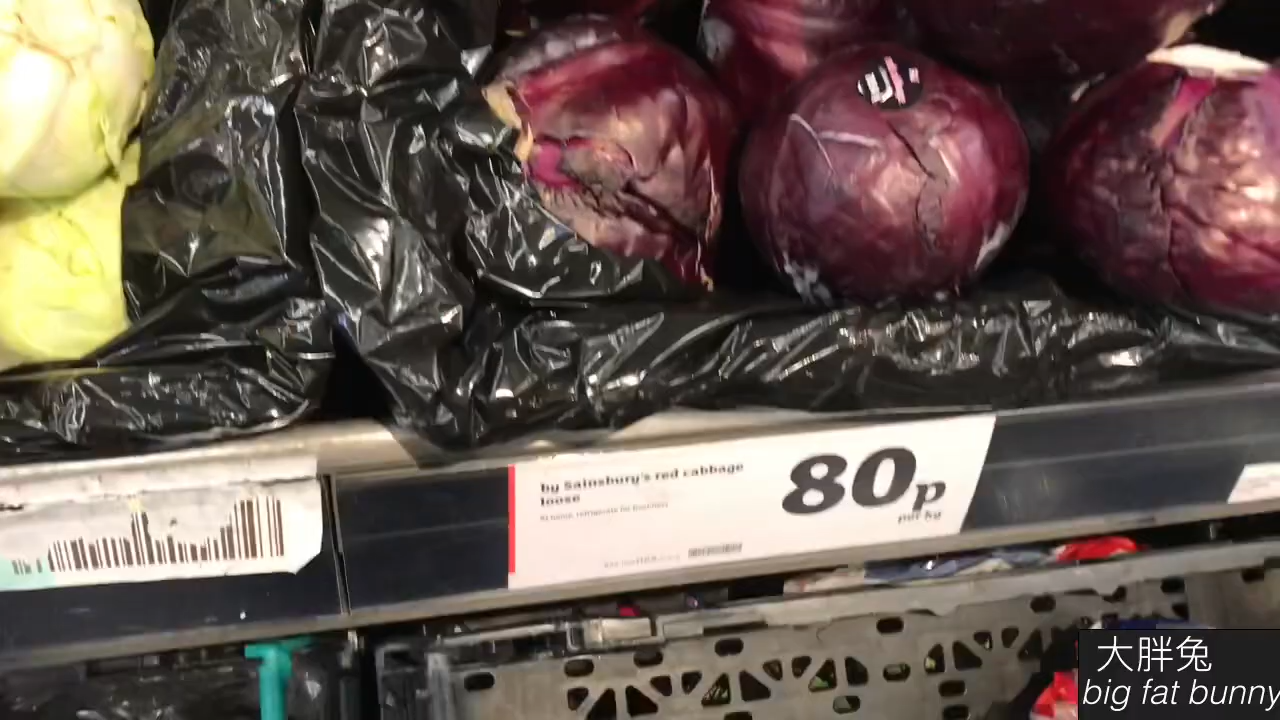 by Sainsbury's red cabbage
loose
80p
per kg
大胖兔
big fat bunny